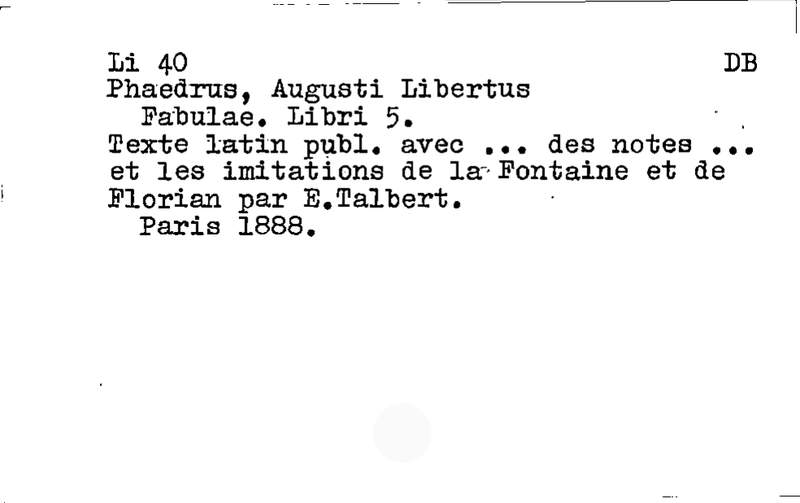 Li 40 DB
Phaedrus, Augusti Libertus
Fabulae. Libri 5.
Texte latin publ. avec ... des notes ...
et les imitations de la Fontaine et de
Florian par E.Talbert.
Paris 1888.